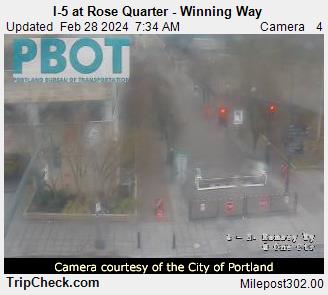 I-5 at Rose Quarter - Winning Way
Updated Feb 28 2024 7:34 AM Camera 4
PBOT
PORTLAND BUREAU OF TRANSPORTATION
Camera courtesy of the City of Portland
TripCheck.com Milepost302.00